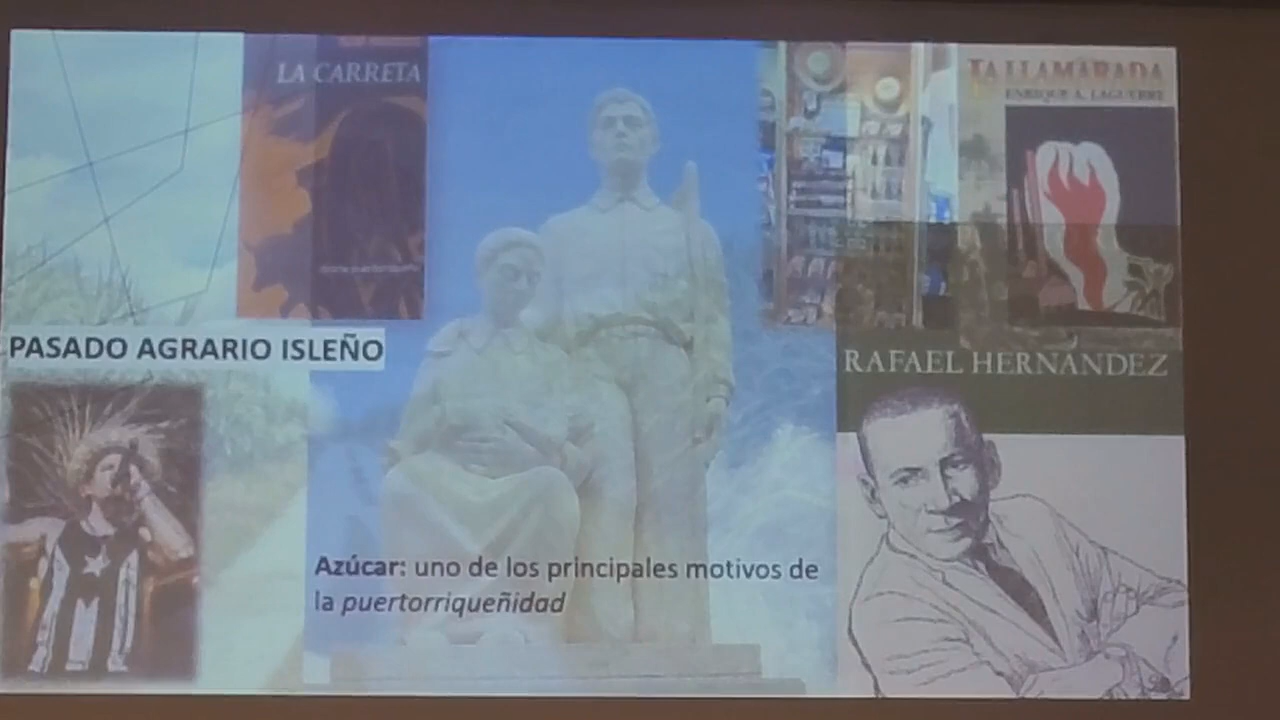 LA CARRETA
LA LLAMARADA
ENRIQUE A. LAGUERRE
PASADO AGRARIO ISLEÑO
RAFAEL HERNÁNDEZ
Azúcar: uno de los principales motivos de
la puertorriqueñidad